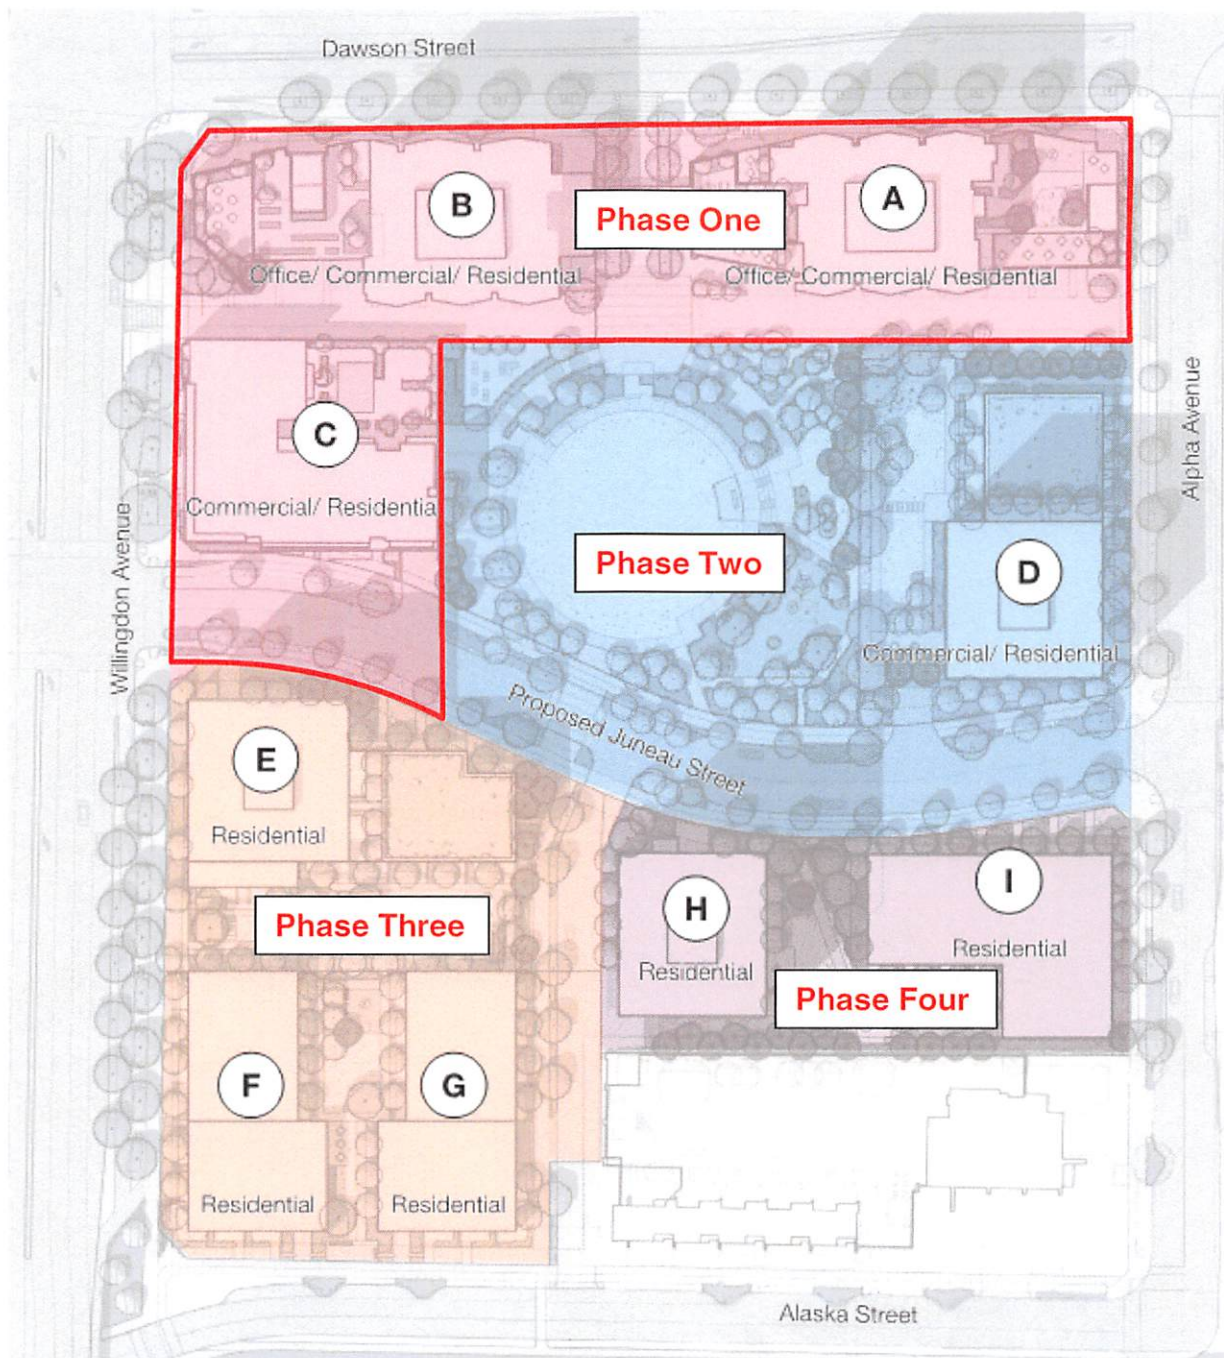 Dawson Street
B
A
Phase One
Office/ Commercial/ Residential
Office/ Commercial/ Residential
C
Commercial/ Residentia
Willingdon Avenue
Alpha Avenue
Phase Two
D
Commercial/ Residential
Proposed Juneau Street
E
Residential
Phase Three
H
Residential
I
Residential
Phase Four
F
G
Residential
Residential
Alaska Street